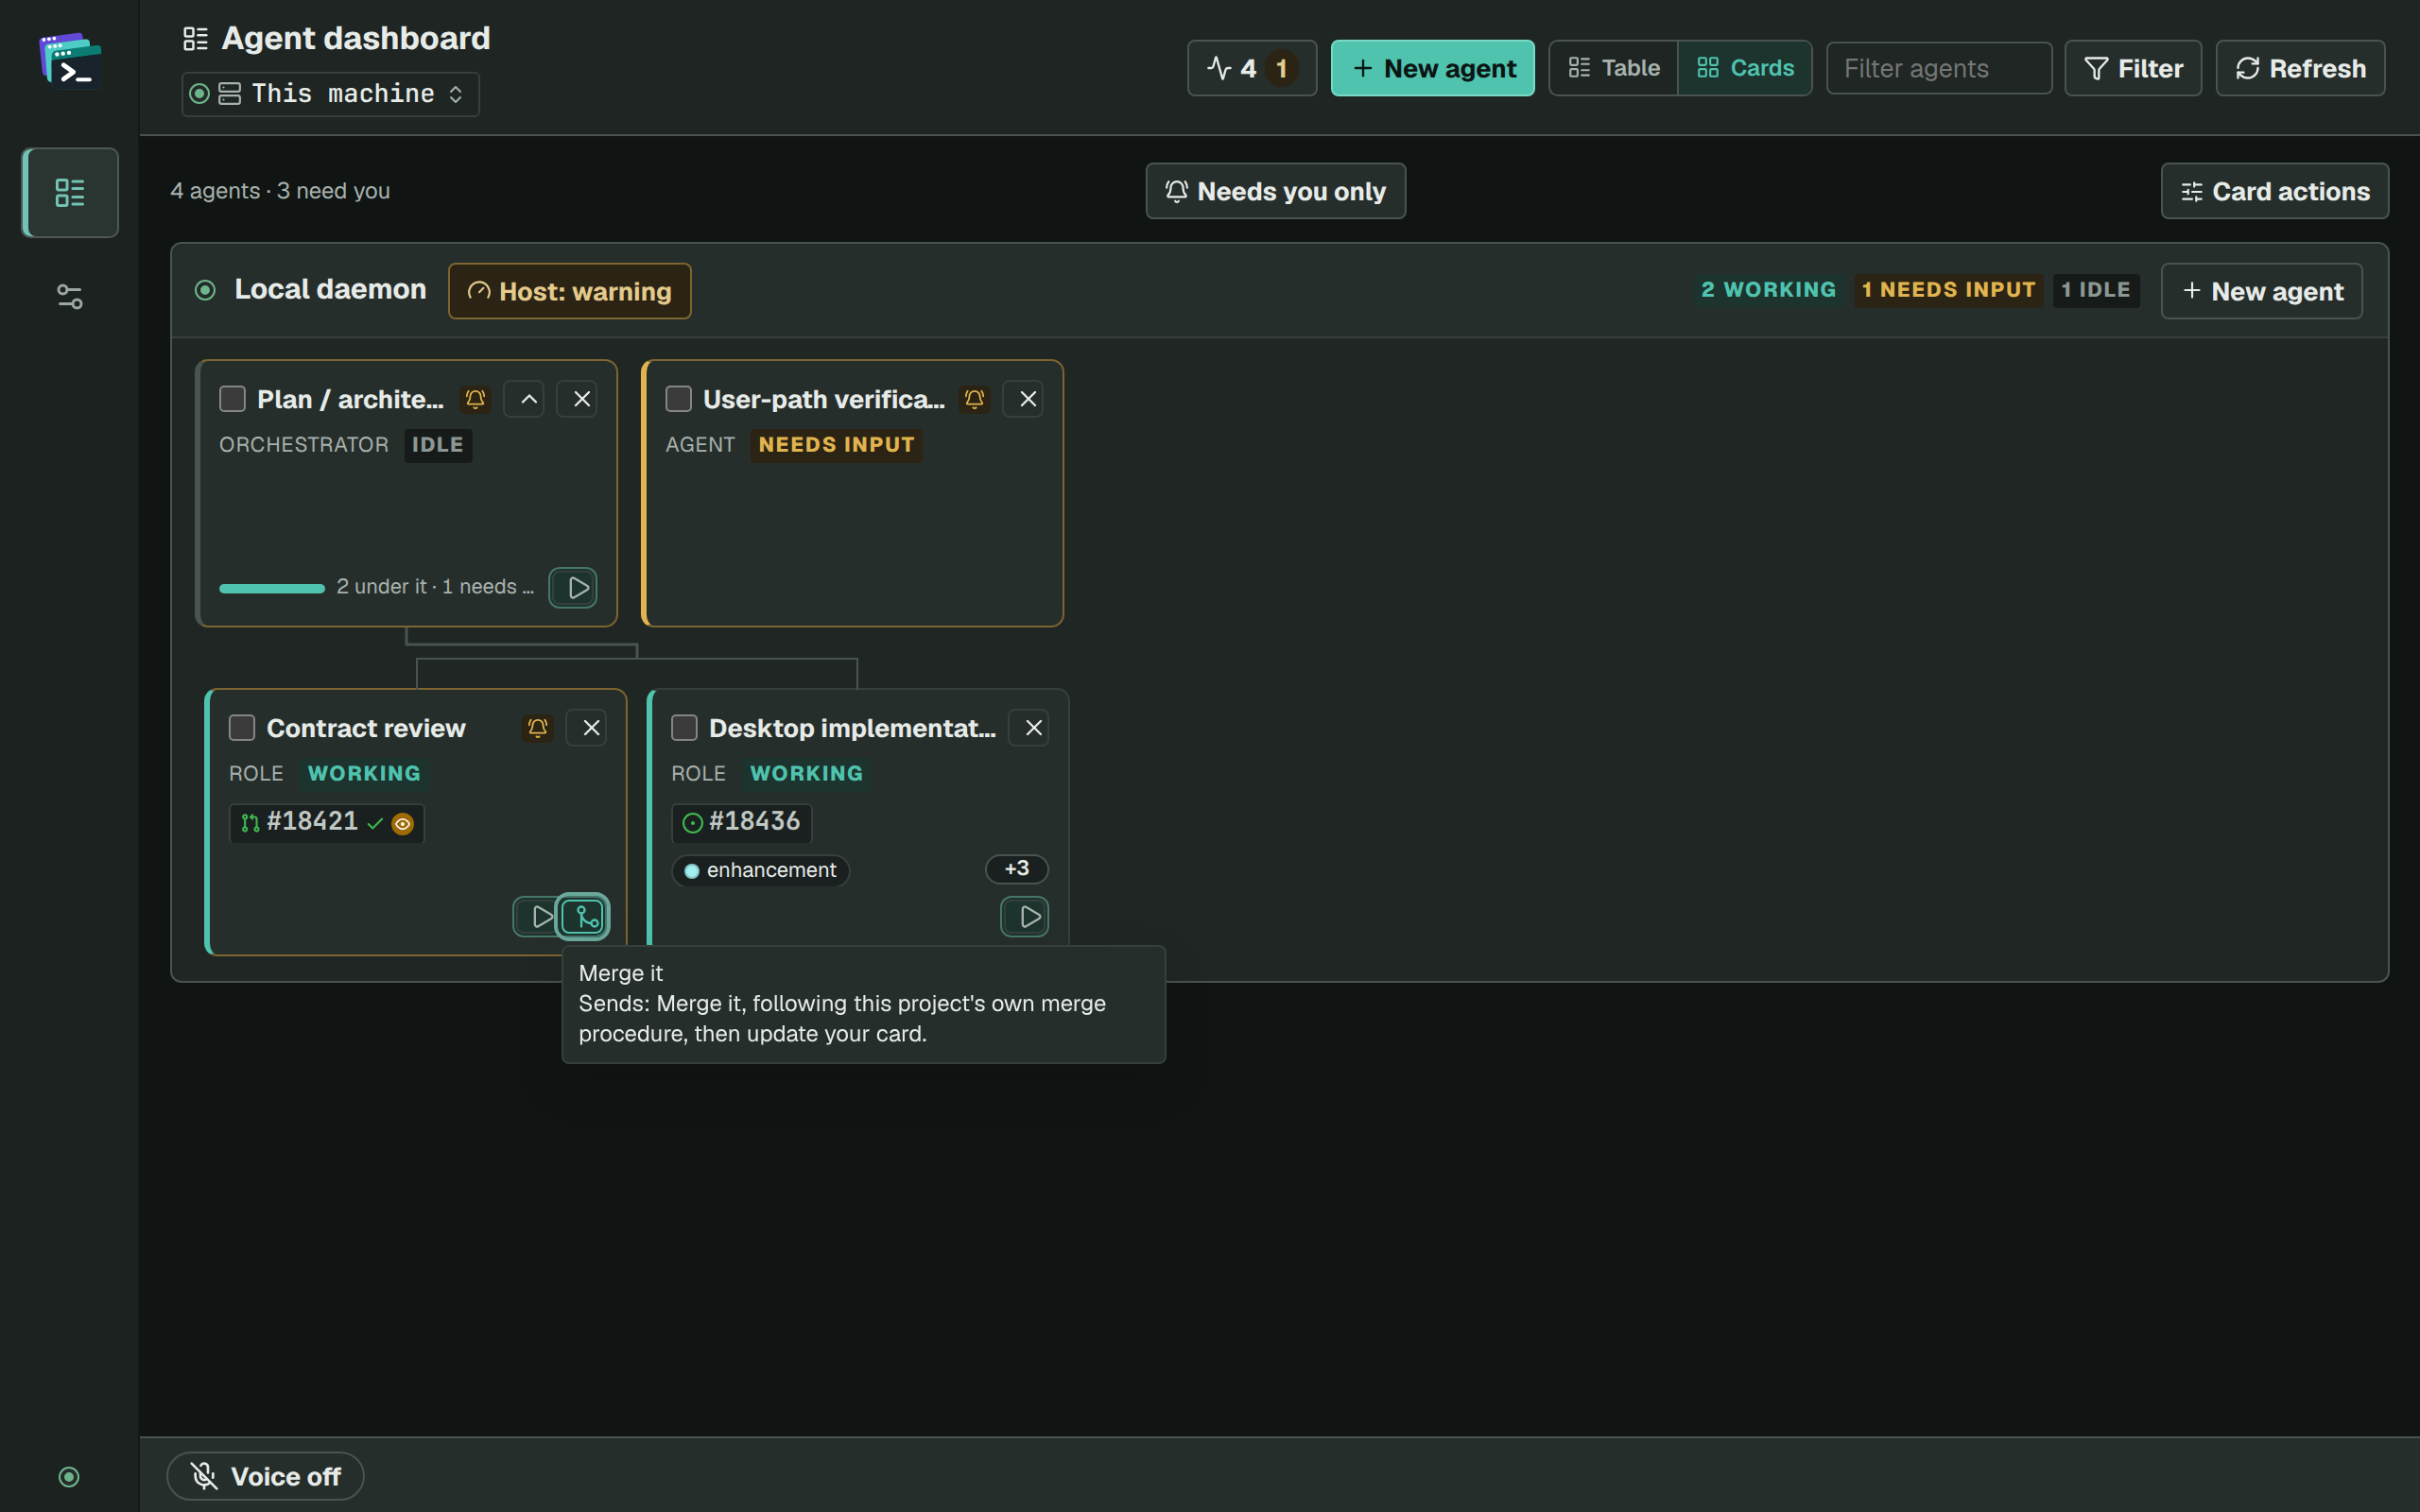 Agent dashboard
This machine
4 1
New agent
Table
Cards
Filter agents
Filter
Refresh
4 agents · 3 need you
Needs you only
Card actions
Local daemon
Host: warning
2 WORKING
1 NEEDS INPUT
1 IDLE
New agent
Plan / archite...
ORCHESTRATOR IDLE
2 under it · 1 needs ...
User-path verifica...
AGENT NEEDS INPUT
Contract review
ROLE WORKING
#18421
Desktop implementat...
ROLE WORKING
#18436
enhancement
+3
Merge it
Sends: Merge it, following this project's own merge
procedure, then update your card.
Voice off